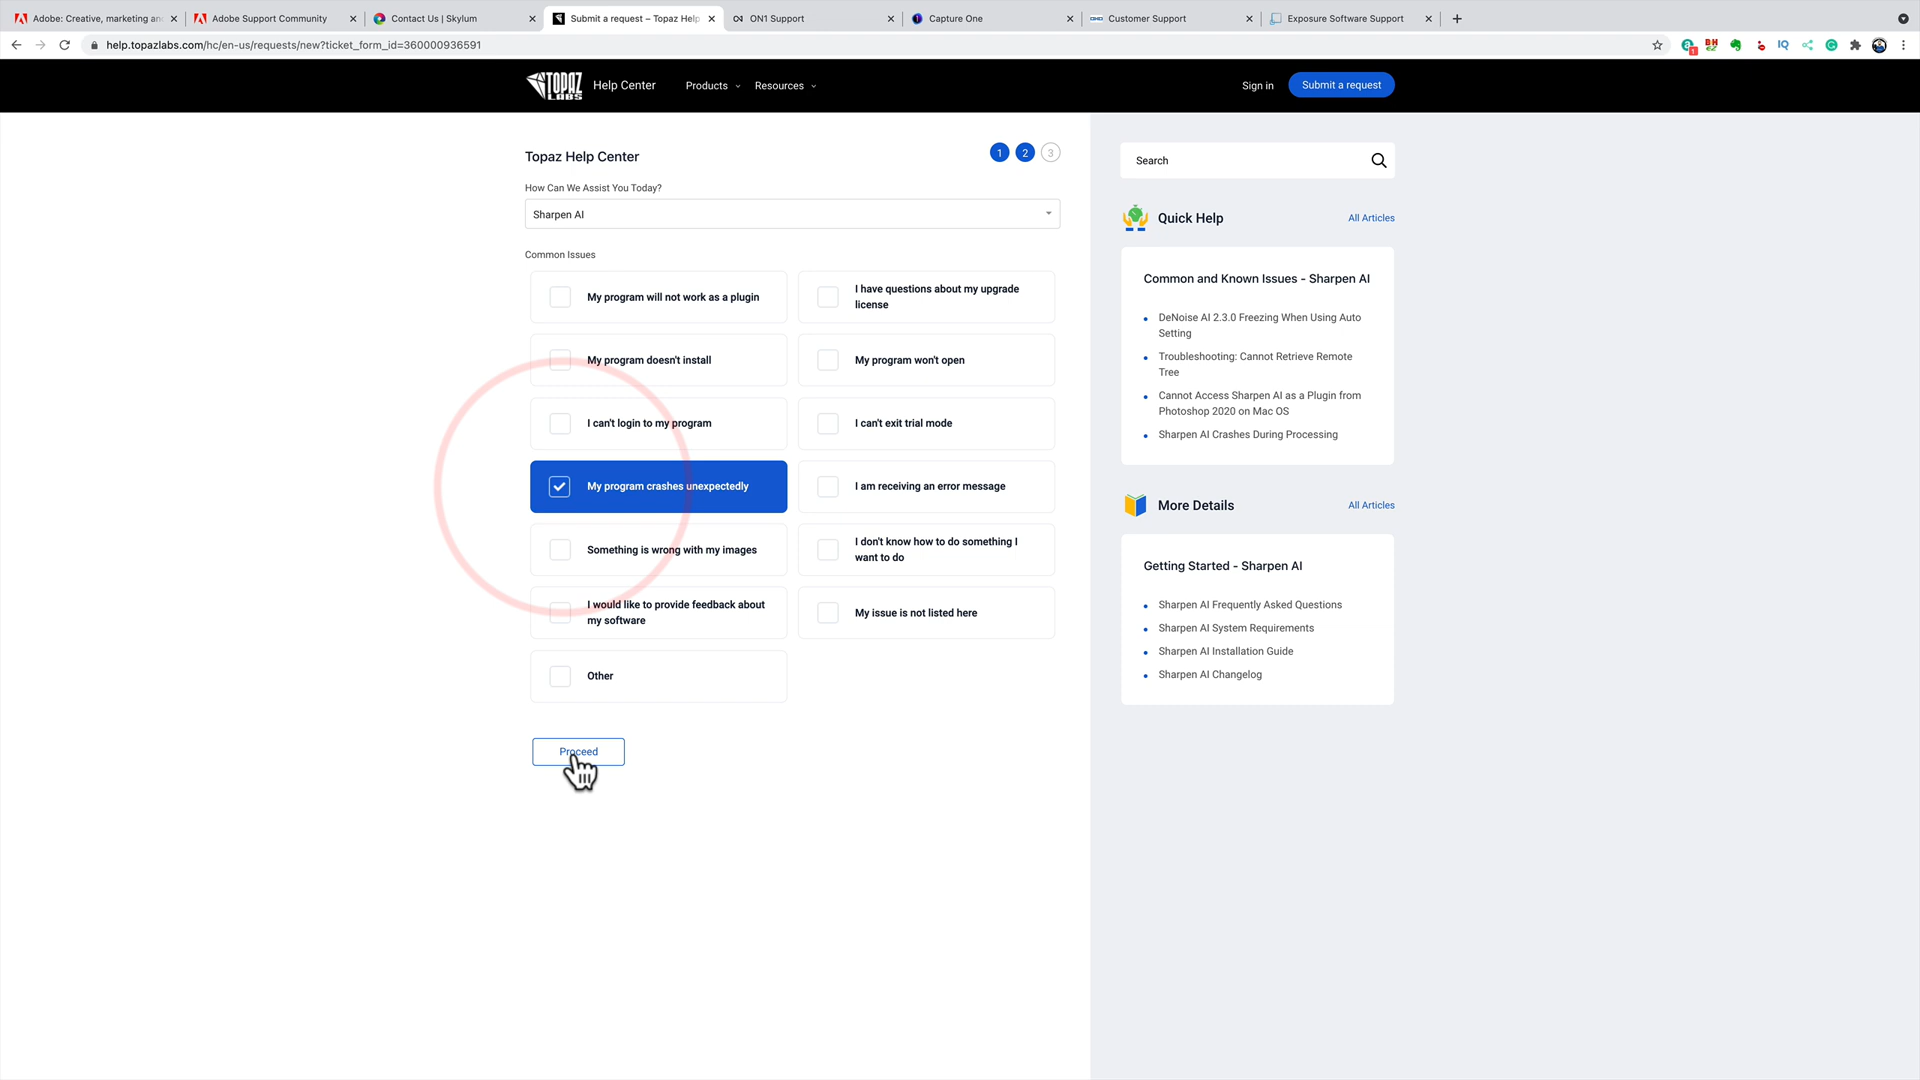 Adobe: Creative, marketing an
Adobe Support Community
Contact Us | Skylum
Submit a request – Topaz Help
ON1 Support
Capture One
Customer Support
Exposure Software Support
help.topazlabs.com/hc/en-us/requests/new?ticket_form_id=360000936591
TOPAZ LABS
Help Center
Products
Resources
Sign in
Submit a request
Topaz Help Center
1 2 3
How Can We Assist You Today?
Sharpen AI
Common Issues
My program will not work as a plugin
I have questions about my upgrade
license
My program doesn't install
My program won't open
I can't login to my program
I can't exit trial mode
My program crashes unexpectedly
I am receiving an error message
Something is wrong with my images
I don't know how to do something I
want to do
I would like to provide feedback about
my software
My issue is not listed here
Other
Proceed
Search
Quick Help
All Articles
Common and Known Issues - Sharpen AI
DeNoise AI 2.3.0 Freezing When Using Auto
Setting
Troubleshooting: Cannot Retrieve Remote
Tree
Cannot Access Sharpen AI as a Plugin from
Photoshop 2020 on Mac OS
Sharpen AI Crashes During Processing
More Details
All Articles
Getting Started - Sharpen AI
Sharpen AI Frequently Asked Questions
Sharpen AI System Requirements
Sharpen AI Installation Guide
Sharpen AI Changelog